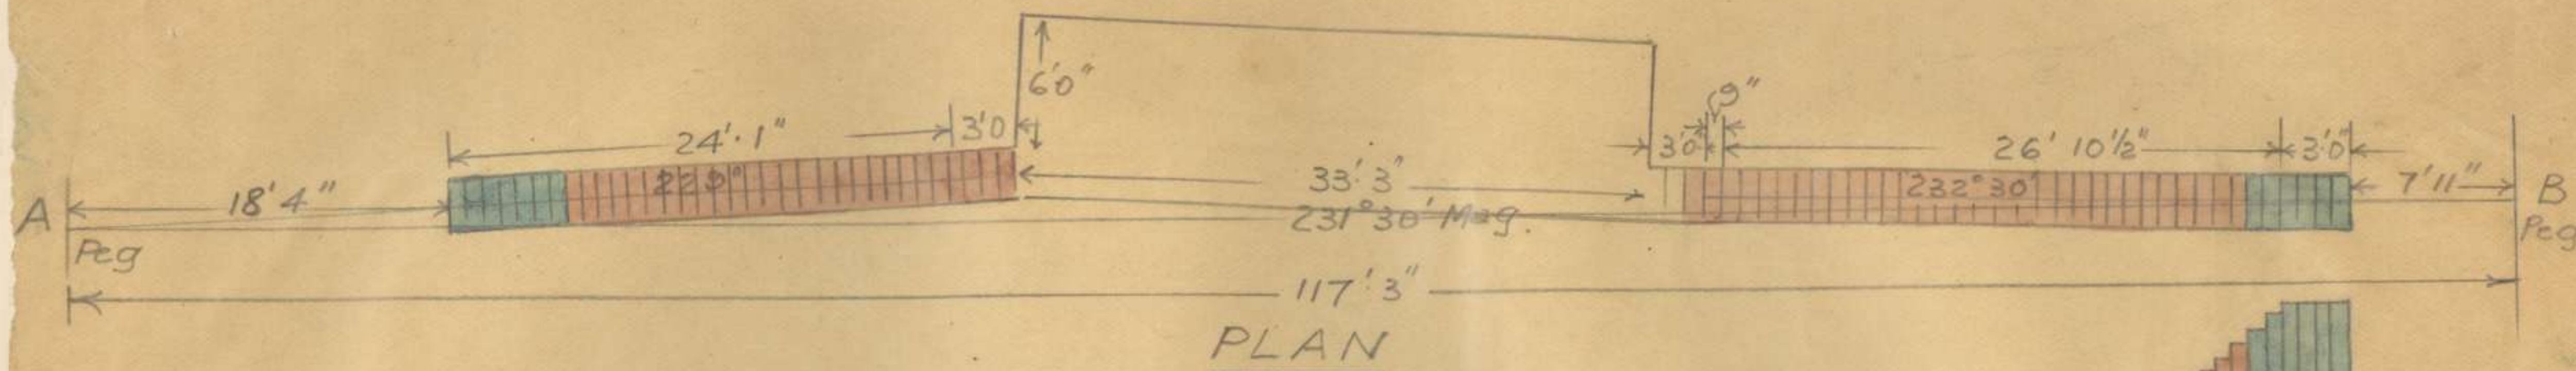 6'0"
9"
24'.1"
3'0
3'0
26' 10½"
3'0"
18'4"
229°
33'.3"
232°30'
7'11"
A
B
Peg
231°30' Mag.
Peg
117'.3"
PLAN